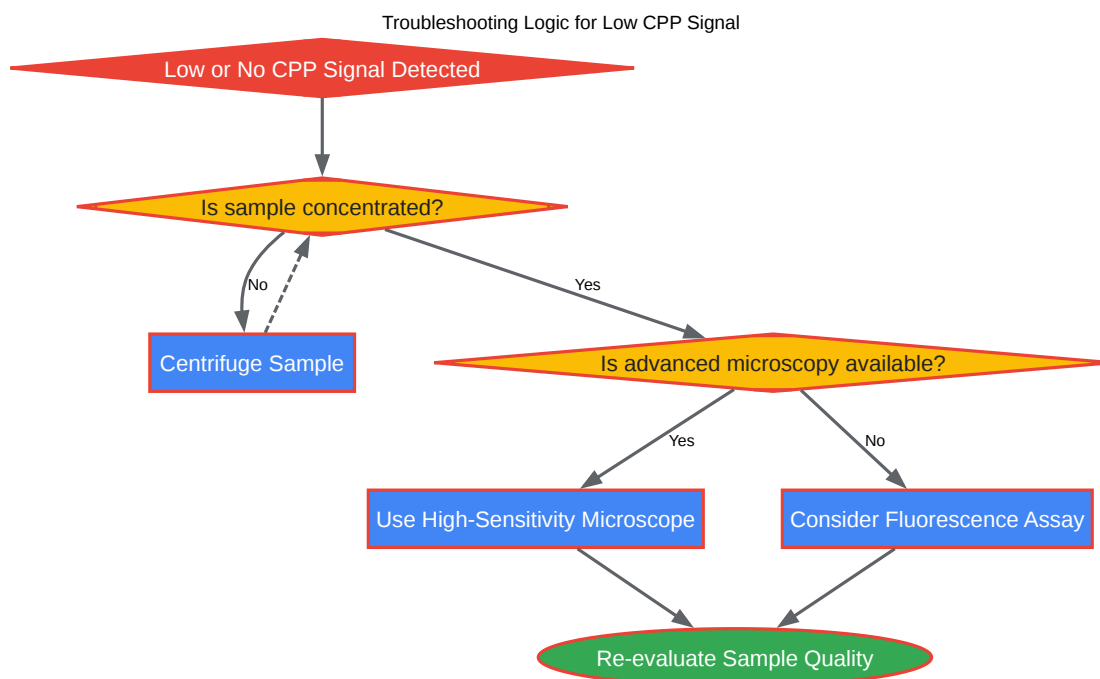 Troubleshooting Logic for Low CPP Signal
Low or No CPP Signal Detected
Is sample concentrated?
No
Yes
Centrifuge Sample
Is advanced microscopy available?
Yes
No
Use High-Sensitivity Microscope
Consider Fluorescence Assay
Re-evaluate Sample Quality